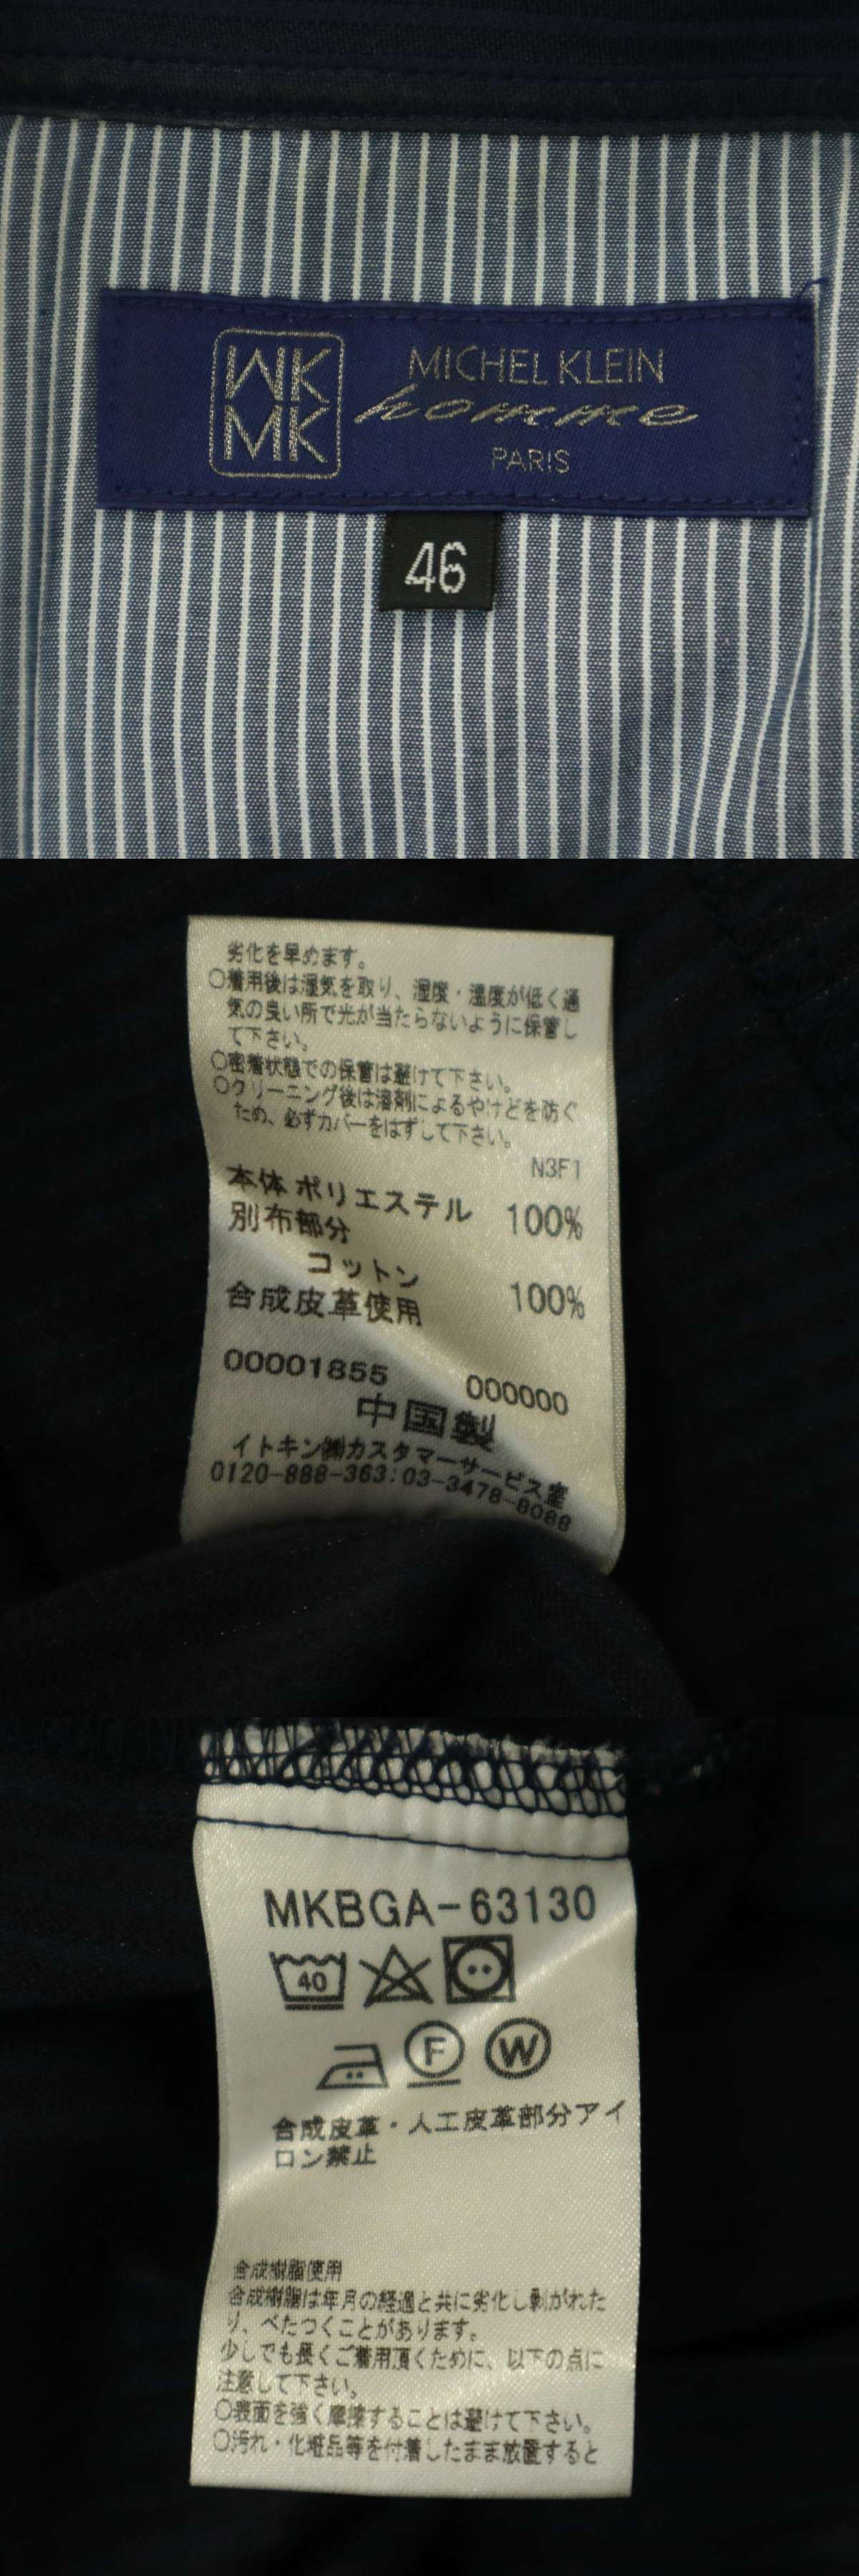 MK
MK
MICHEL KLEIN
homme
PARIS
46
劣化を早めます。
○着用後は湿気を取り、湿度・温度が低く通
気の良い所で光が当たらないように保管し
て下さい。
○密着状態での保管は避けて下さい。
○クリーニング後は溶剤によるやけどを防ぐ
ため、必ずカバーをはずして下さい。
N3F1
本体 ポリエステル 100%
別布部分
コットン 100%
合成皮革使用
00001855 000000
中国製
イトキン㈱カスタマーサービス室
0120-888-363:03-3478-8088
MKBGA-63130
40
F W
合成皮革・人工皮革部分アイ
ロン禁止
合成樹脂使用
合成樹脂は年月の経過と共に劣化し剥がれた
り、べたつくことがあります。
少しでも長くご着用頂くために、以下の点に
注意して下さい。
○表面を強く摩擦することは避けて下さい。
○汚れ・化粧品等を付着したまま放置すると